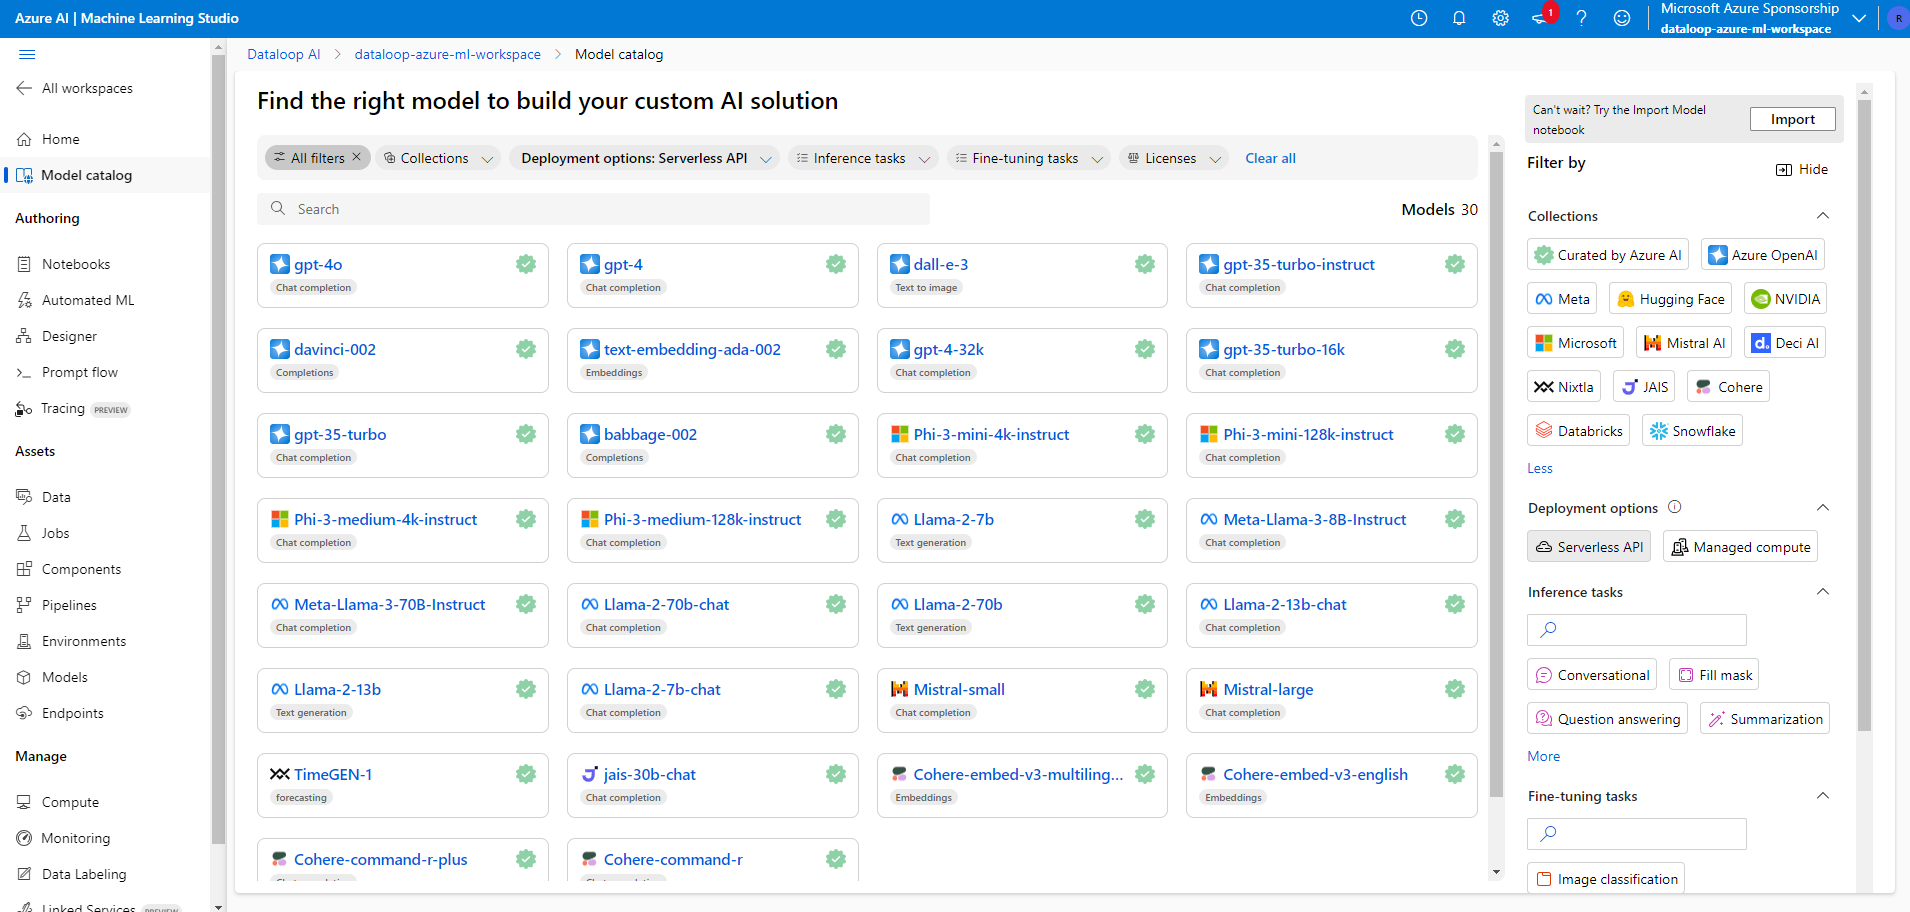 Azure AI | Machine Learning Studio
1
Microsoft Azure Sponsorship
dataloop-azure-ml-workspace
R
All workspaces
Home
Model catalog
Authoring
Notebooks
Automated ML
Designer
Prompt flow
Tracing PREVIEW
Assets
Data
Jobs
Components
Pipelines
Environments
Models
Endpoints
Manage
Compute
Monitoring
Data Labeling
Linked Services PREVIEW
Dataloop AI > dataloop-azure-ml-workspace > Model catalog
Find the right model to build your custom AI solution
All filters Collections Deployment options: Serverless API Inference tasks Fine-tuning tasks Licenses Clear all
Search
Models 30
gpt-4o
Chat completion
gpt-4
Chat completion
dall-e-3
Text to image
gpt-35-turbo-instruct
Chat completion
davinci-002
Completions
text-embedding-ada-002
Embeddings
gpt-4-32k
Chat completion
gpt-35-turbo-16k
Chat completion
gpt-35-turbo
Chat completion
babbage-002
Completions
Phi-3-mini-4k-instruct
Chat completion
Phi-3-mini-128k-instruct
Chat completion
Phi-3-medium-4k-instruct
Chat completion
Phi-3-medium-128k-instruct
Chat completion
Llama-2-7b
Text generation
Meta-Llama-3-8B-Instruct
Chat completion
Meta-Llama-3-70B-Instruct
Chat completion
Llama-2-70b-chat
Chat completion
Llama-2-70b
Text generation
Llama-2-13b-chat
Chat completion
Llama-2-13b
Text generation
Llama-2-7b-chat
Chat completion
Mistral-small
Chat completion
Mistral-large
Chat completion
TimeGEN-1
forecasting
jais-30b-chat
Chat completion
Cohere-embed-v3-multiling...
Embeddings
Cohere-embed-v3-english
Embeddings
Cohere-command-r-plus
Cohere-command-r
Can't wait? Try the Import Model
notebook
Import
Filter by
Hide
Collections
Curated by Azure AI
Azure OpenAI
Meta
Hugging Face
NVIDIA
Microsoft
Mistral AI
Deci AI
Nixtla
JAIS
Cohere
Databricks
Snowflake
Less
Deployment options
Serverless API
Managed compute
Inference tasks
Conversational
Fill mask
Question answering
Summarization
More
Fine-tuning tasks
Image classification